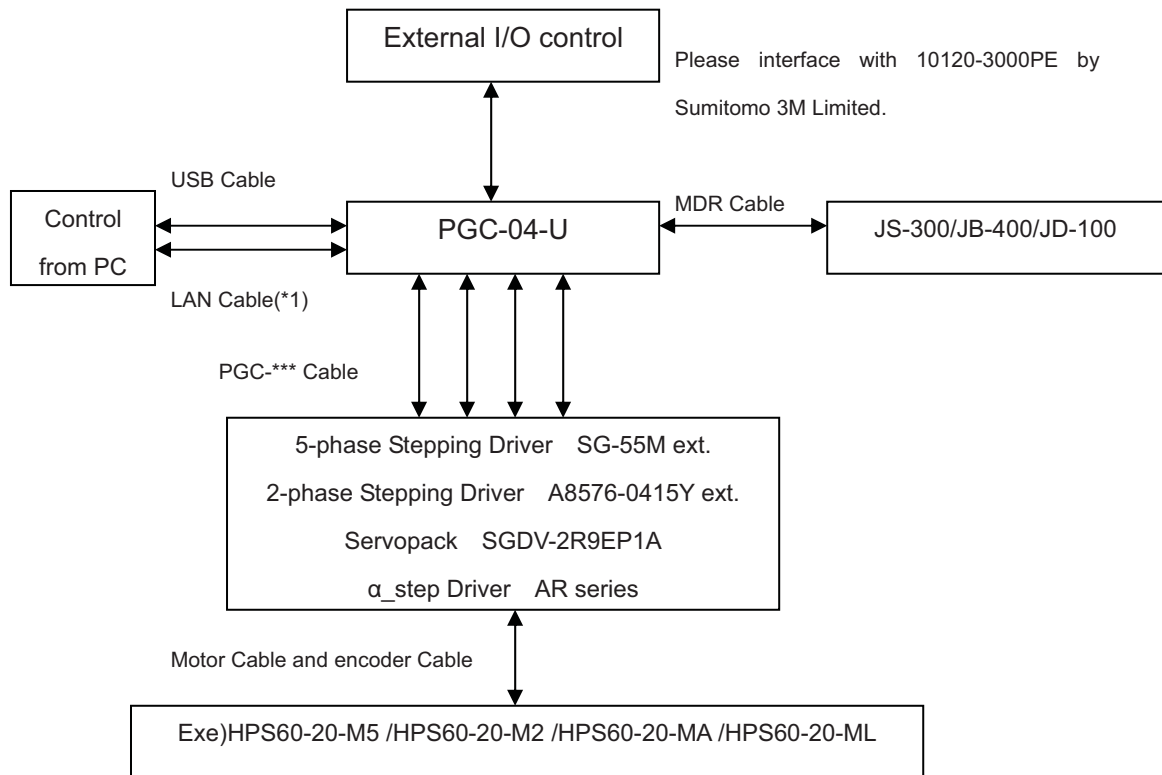 External I/O control
Please interface with 10120-3000PE by
Sumitomo 3M Limited.
USB Cable
Control
from PC
PGC-04-U
MDR Cable
JS-300/JB-400/JD-100
LAN Cable(*1)
PGC-*** Cable
5-phase Stepping Driver SG-55M ext.
2-phase Stepping Driver A8576-0415Y ext.
Servopack SGDV-2R9EP1A
α_step Driver AR series
Motor Cable and encoder Cable
Exe)HPS60-20-M5 /HPS60-20-M2 /HPS60-20-MA /HPS60-20-ML